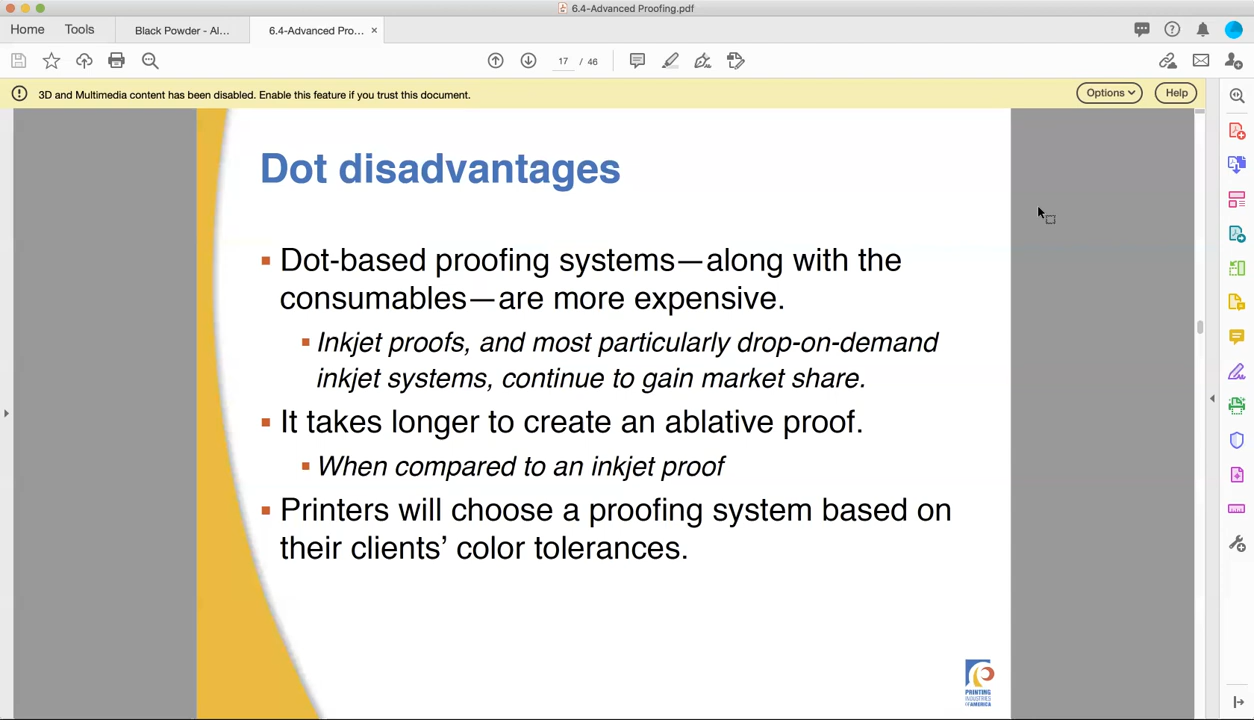 6.4-Advanced Proofing.pdf
Home
Tools
Black Powder - Al...
6.4-Advanced Pro... ×
17 / 46
3D and Multimedia content has been disabled. Enable this feature if you trust this document.
Options
Help
Dot disadvantages
Dot-based proofing systems—along with the
consumables—are more expensive.
Inkjet proofs, and most particularly drop-on-demand
inkjet systems, continue to gain market share.
It takes longer to create an ablative proof.
When compared to an inkjet proof
Printers will choose a proofing system based on
their clients’ color tolerances.
PRINTING
INDUSTRIES
OF AMERICA